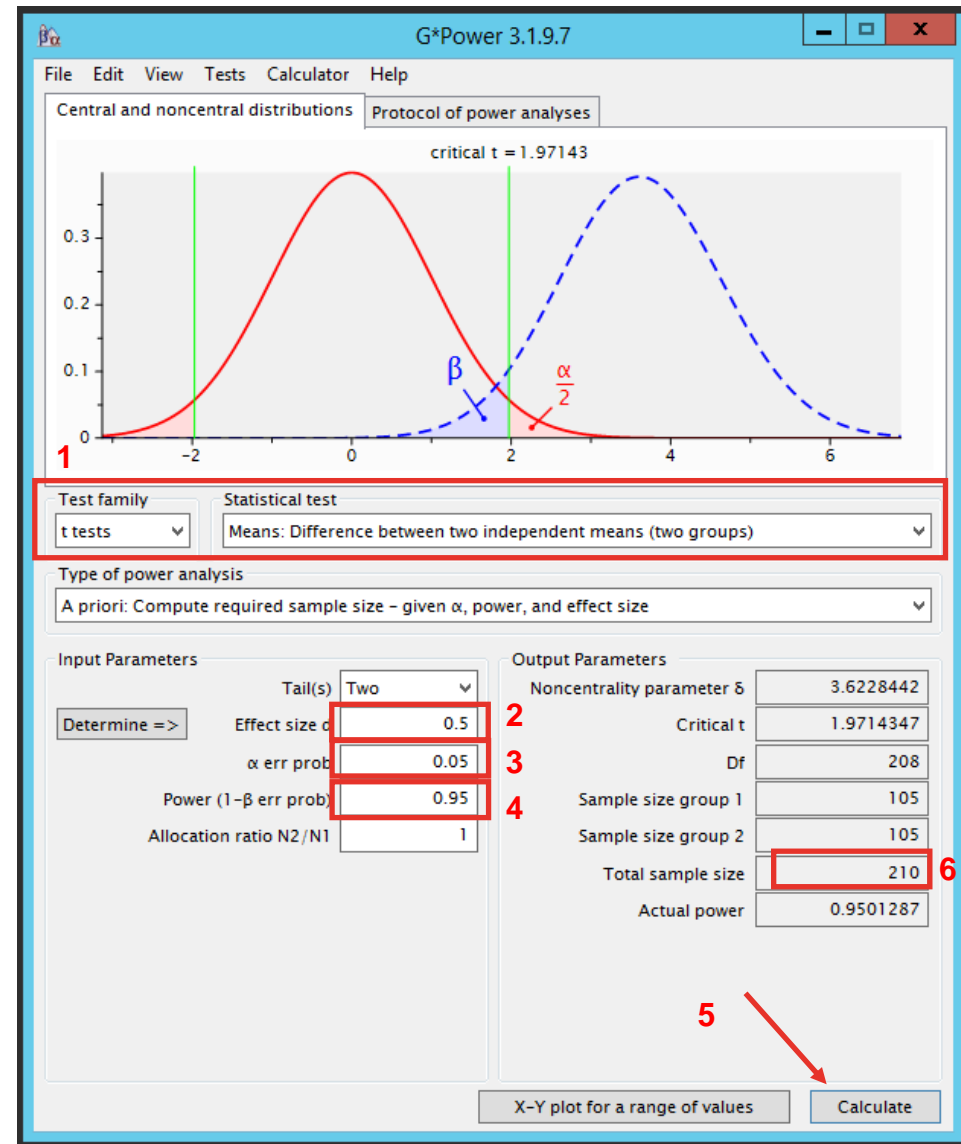 βα G*Power 3.1.9.7 x
File Edit View Tests Calculator Help
Central and noncentral distributions Protocol of power analyses
critical t = 1.97143
0.3
0.2
0.1
0
β
α
2
-2 0 2 4 6
1
Test family Statistical test
t tests Means: Difference between two independent means (two groups)
Type of power analysis
A priori: Compute required sample size – given α, power, and effect size
Input Parameters Output Parameters
Tail(s) Two Noncentrality parameter δ 3.6228442
Determine => Effect size d 0.5 2 Critical t 1.9714347
α err prob 0.05 3 Df 208
Power (1-β err prob) 0.95 4 Sample size group 1 105
Allocation ratio N2/N1 1 Sample size group 2 105
Total sample size 210 6
Actual power 0.9501287
5
X-Y plot for a range of values Calculate